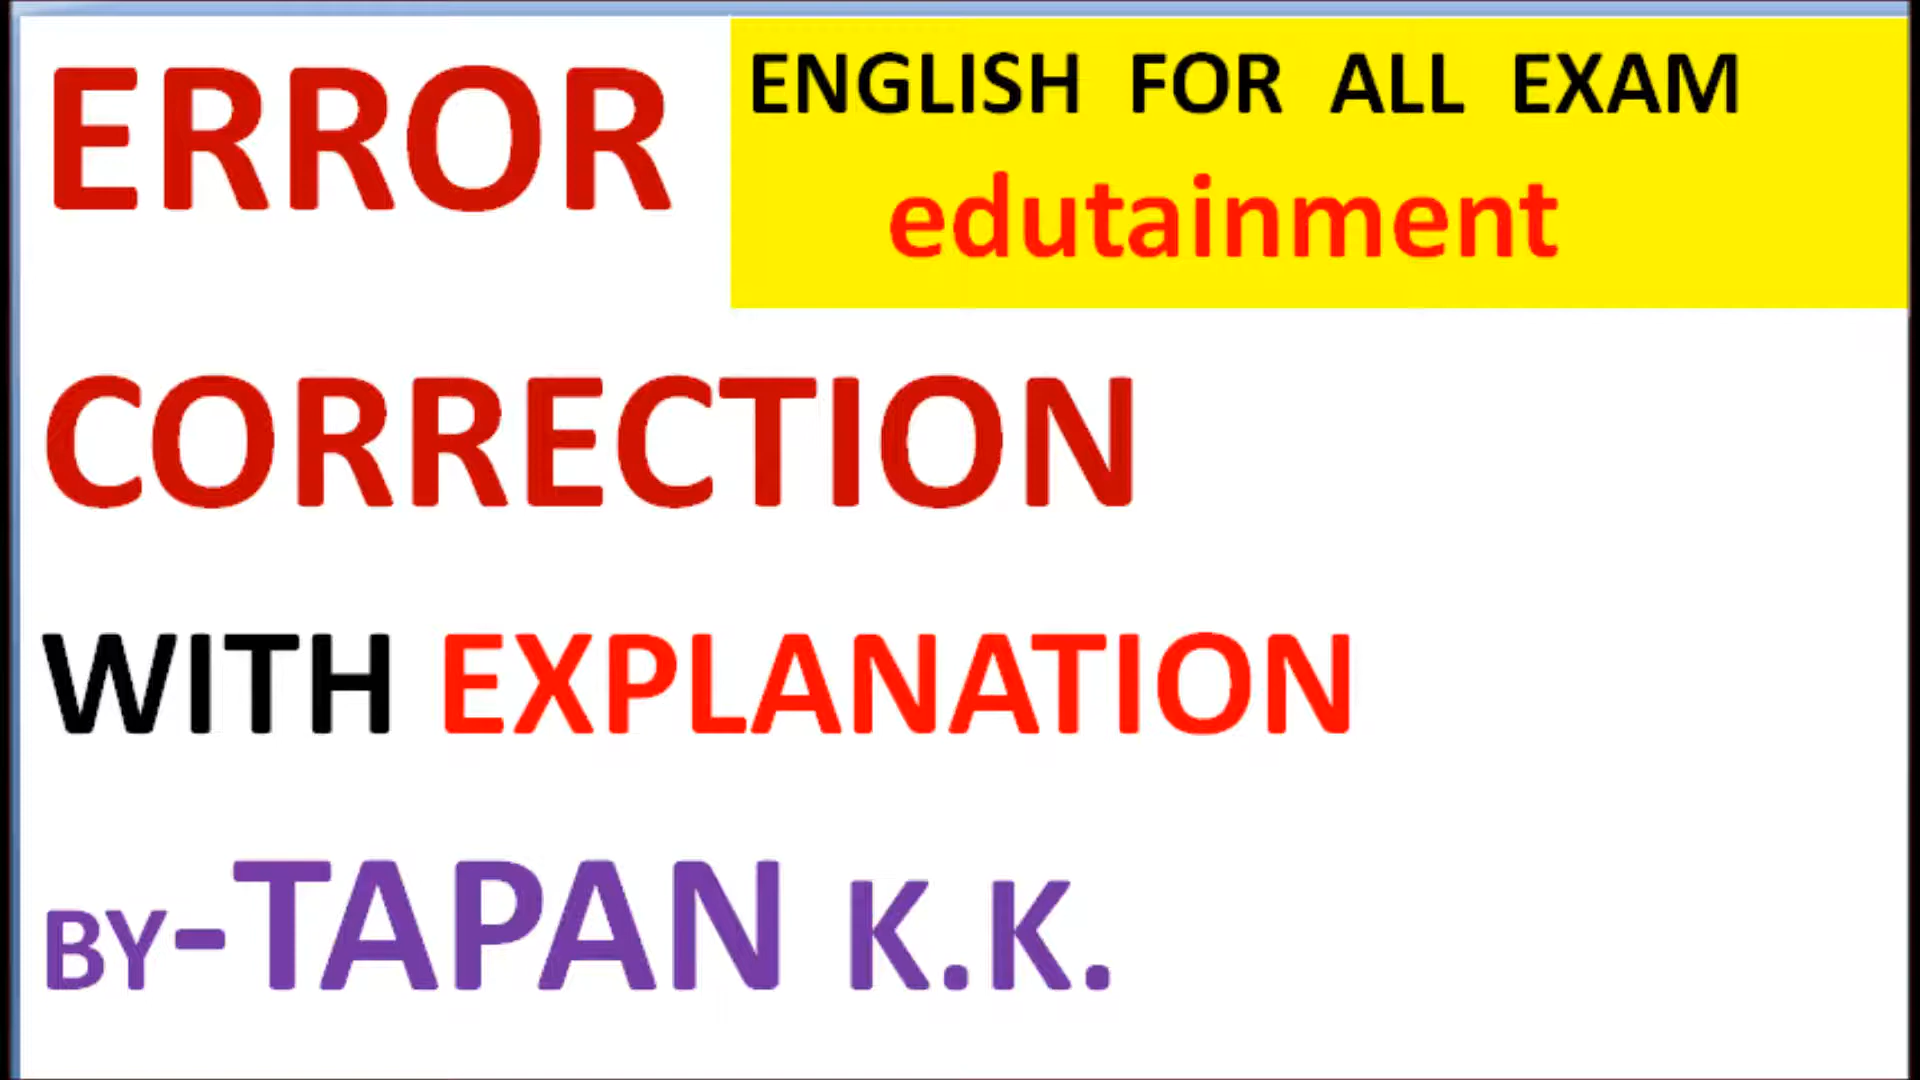 ERROR
ENGLISH FOR ALL EXAM
edutainment
CORRECTION
WITH EXPLANATION
BY-TAPAN K.K.